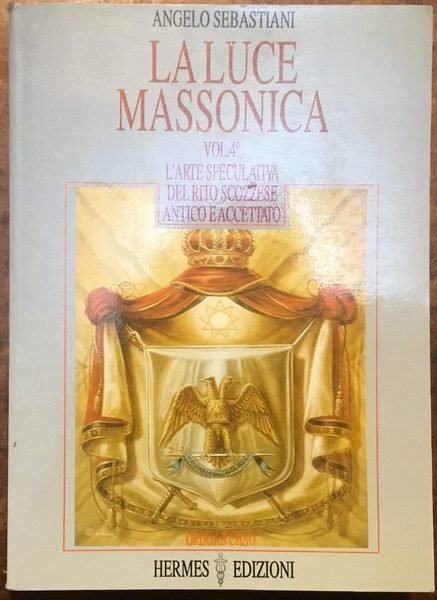 ANGELO SEBASTIANI
LA LUCE
MASSONICA
VOL. 4°
L'ARTE SPECULATIVA
DEL RITO SCOZZESE
ANTICO E ACCETTATO
HERMES EDIZIONI